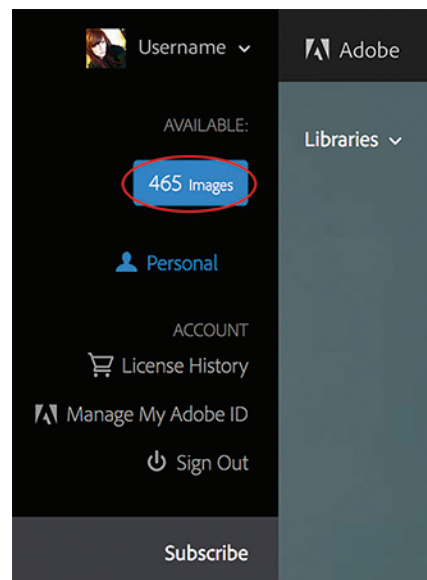 Username
Adobe
AVAILABLE:
Libraries
465 Images
Personal
ACCOUNT
License History
Manage My Adobe ID
Sign Out
Subscribe